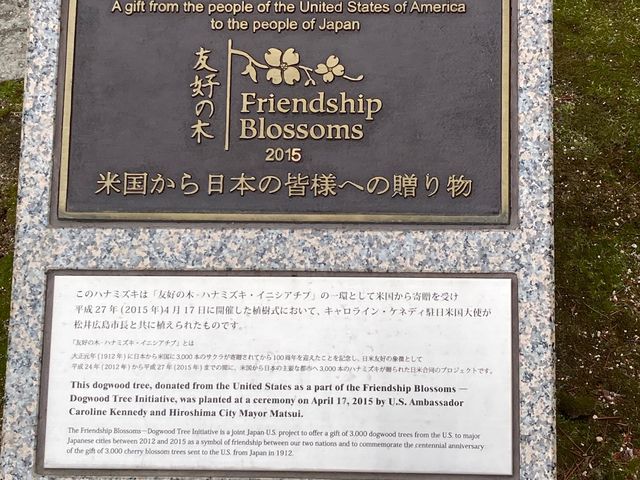 A gift from the people of the United States of America
to the people of Japan
友好の木
Friendship
Blossoms
2015
米国から日本の皆様への贈り物
このハナミズキは「友好の木 - ハナミズキ・イニシアチブ」の一環として米国から寄贈を受け
平成27年(2015年)4月17日に開催した植樹式において、キャロライン・ケネディ駐日米国大使が
松井広島市長と共に植えられたものです。
「友好の木 - ハナミズキ・イニシアチブ」とは
大正元年(1912年)に日本から米国に3,000本のサクラが寄贈されてから100周年を迎えたことを記念し、日米友好の象徴として
平成24年(2012年)から平成27年(2015年)までの間に、米国から日本の主要な都市へ3,000本のハナミズキが贈られた日米合同のプロジェクトです。
This dogwood tree, donated from the United States as a part of the Friendship Blossoms —
Dogwood Tree Initiative, was planted at a ceremony on April 17, 2015 by U.S. Ambassador
Caroline Kennedy and Hiroshima City Mayor Matsui.
The Friendship Blossoms—Dogwood Tree Initiative is a joint Japan U.S. project to offer a gift of 3,000 dogwood trees from the U.S. to major
Japanese cities between 2012 and 2015 as a symbol of friendship between our two nations and to commemorate the centennial anniversary
of the gift of 3,000 cherry blossom trees sent to the U.S. from Japan in 1912.